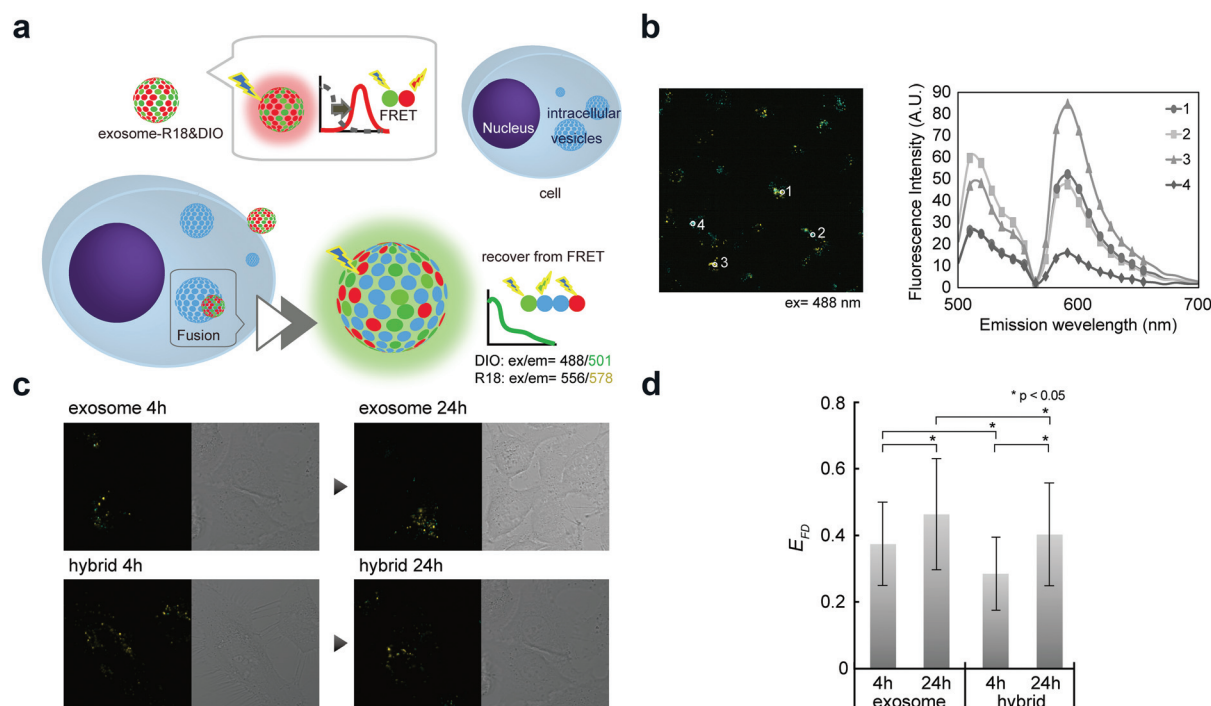 a
exosome-R18&DIO
FRET
Nucleus
intracellular
vesicles
cell
Fusion
recover from FRET
DIO: ex/em= 488/501
R18: ex/em= 556/578
b
1
2
3
4
ex= 488 nm
Fluorescence Intensity (A.U.)
90
80
70
60
50
40
30
20
10
0
500
600
700
Emission wevelength (nm)
1
2
3
4
c
exosome 4h
exosome 24h
hybrid 4h
hybrid 24h
d
* p < 0.05
*
*
*
*
E_FD
0.8
0.6
0.4
0.2
0
4h
24h
4h
24h
exosome
hybrid